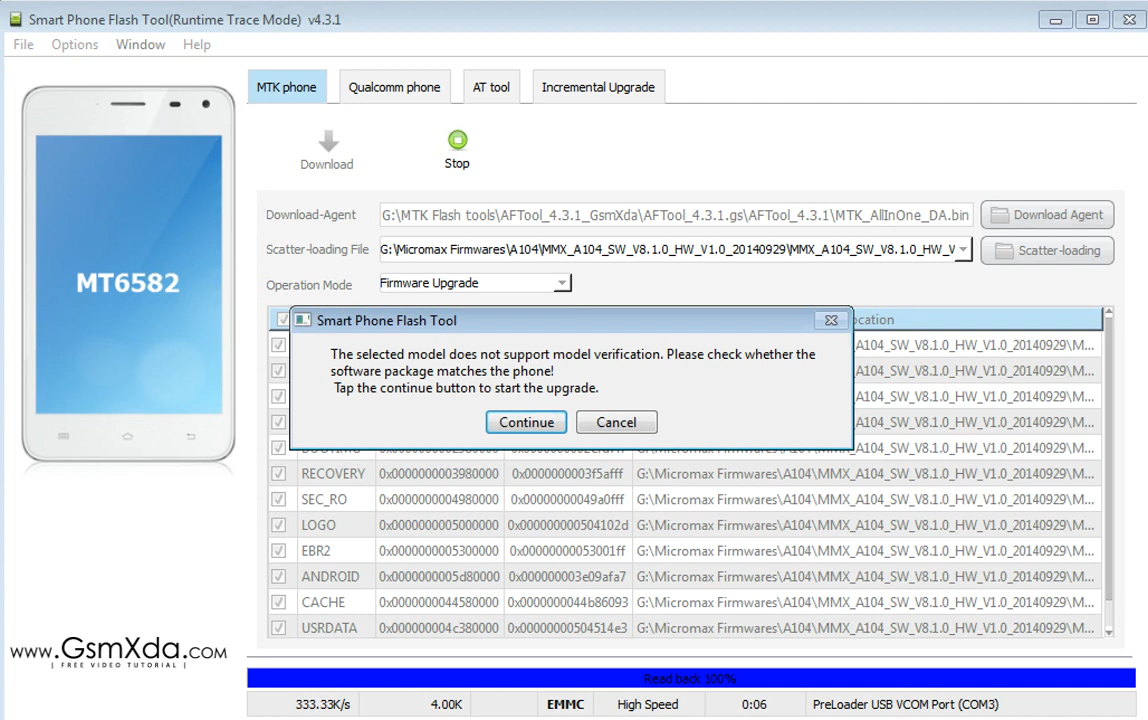 Smart Phone Flash Tool(Runtime Trace Mode) v4.3.1
File Options Window Help
MTK phone Qualcomm phone AT tool Incremental Upgrade
Download Stop
Download-Agent G:\MTK Flash tools\AFTool_4.3.1_GsmXda\AFTool_4.3.1.gs\AFTool_4.3.1\MTK_AllInOne_DA.bin Download Agent
Scatter-loading File G:\Micromax Firmwares\A104\MMX_A104_SW_V8.1.0_HW_V1.0_20140929\MMX_A104_SW_V8.1.0_HW_V Scatter-loading
Operation Mode Firmware Upgrade
MT6582
Smart Phone Flash Tool
The selected model does not support model verification. Please check whether the
software package matches the phone!
Tap the continue button to start the upgrade.
Continue Cancel
ocation
A104_SW_V8.1.0_HW_V1.0_20140929\M...
A104_SW_V8.1.0_HW_V1.0_20140929\M...
A104_SW_V8.1.0_HW_V1.0_20140929\M...
A104_SW_V8.1.0_HW_V1.0_20140929\M...
A104_SW_V8.1.0_HW_V1.0_20140929\M...
RECOVERY 0x0000000003980000 0x0000000003f5afff G:\Micromax Firmwares\A104\MMX_A104_SW_V8.1.0_HW_V1.0_20140929\M...
SEC_RO 0x0000000004980000 0x00000000049a0fff G:\Micromax Firmwares\A104\MMX_A104_SW_V8.1.0_HW_V1.0_20140929\M...
LOGO 0x0000000005000000 0x000000000504102d G:\Micromax Firmwares\A104\MMX_A104_SW_V8.1.0_HW_V1.0_20140929\M...
EBR2 0x0000000005300000 0x00000000053001ff G:\Micromax Firmwares\A104\MMX_A104_SW_V8.1.0_HW_V1.0_20140929\M...
ANDROID 0x0000000005d80000 0x000000003e09afa7 G:\Micromax Firmwares\A104\MMX_A104_SW_V8.1.0_HW_V1.0_20140929\M...
CACHE 0x0000000044580000 0x0000000044b86093 G:\Micromax Firmwares\A104\MMX_A104_SW_V8.1.0_HW_V1.0_20140929\M...
USRDATA 0x000000004c380000 0x00000000504514e3 G:\Micromax Firmwares\A104\MMX_A104_SW_V8.1.0_HW_V1.0_20140929\M...
www.GsmXda.com
| FREE VIDEO TUTORIAL |
Read back 100%
333.33K/s 4.00K EMMC High Speed 0:06 PreLoader USB VCOM Port (COM3)